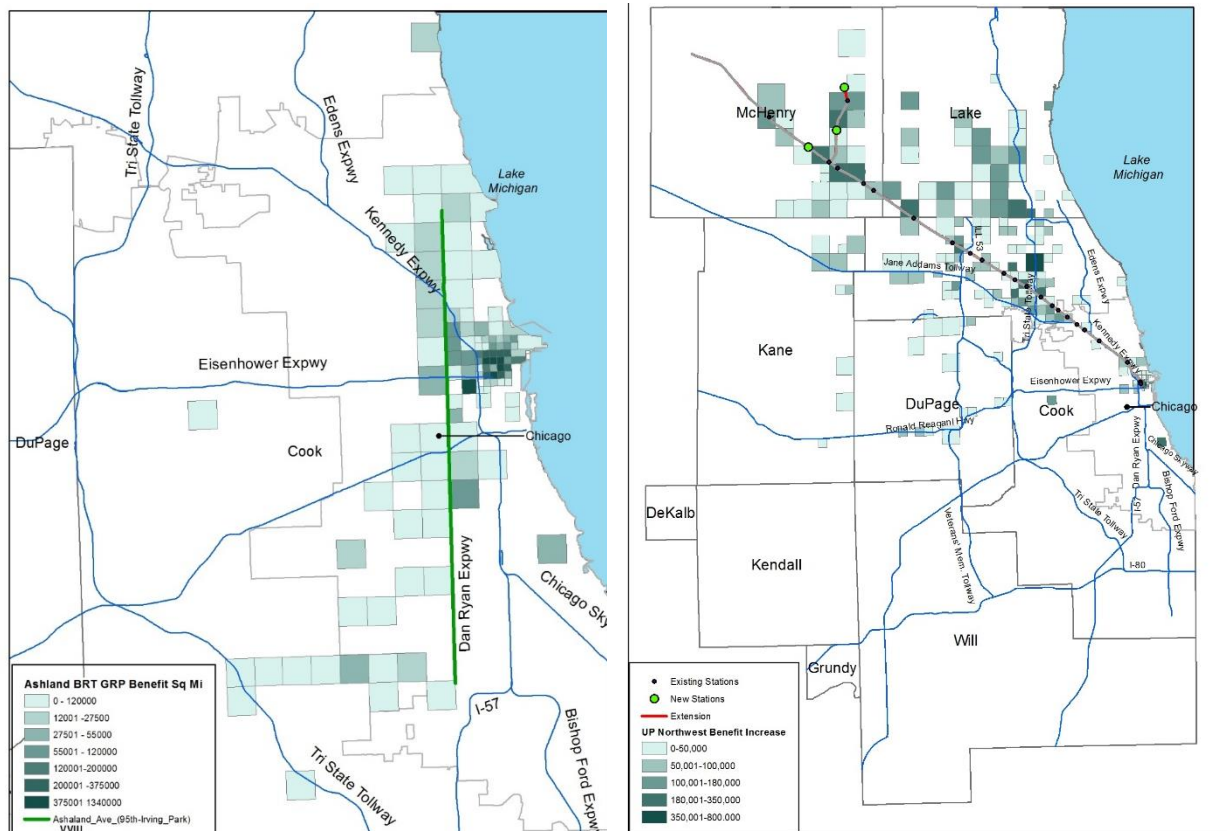 Tri State Tollway
Edens Expwy
Lake
Michigan
Kennedy Expwy
Eisenhower Expwy
DuPage
Cook
Chicago
Dan Ryan Expwy
Chicago Sky
I-57
Bishop Ford Expwy
Tri State Tollway
Ashland BRT GRP Benefit Sq Mi
0 - 120000
12001 -27500
27501 - 55000
55001 - 120000
120001-200000
200001 -375000
375001 1340000
Ashaland_Ave_(95th-Irving_Park)
McHenry
Lake
Lake
Michigan
ILL 53
Jane Addams Tollway
Tri State Tollway
Edens Expwy
Kennedy Expwy
Kane
Eisenhower Expwy
DuPage
Cook
Chicago
Ronald Reaganl Hwy
Chicago Skyway
Dan Ryan Expwy
I-57
Bishop Ford Expwy
DeKalb
Tri State Tollway
Veterans' Mem. Tollway
Kendall
I-80
Will
Grundy
Existing Stations
New Stations
Extension
UP Northwest Benefit Increase
0-50,000
50,001-100,000
100,001-180,000
180,001-350,000
350,001-800.000